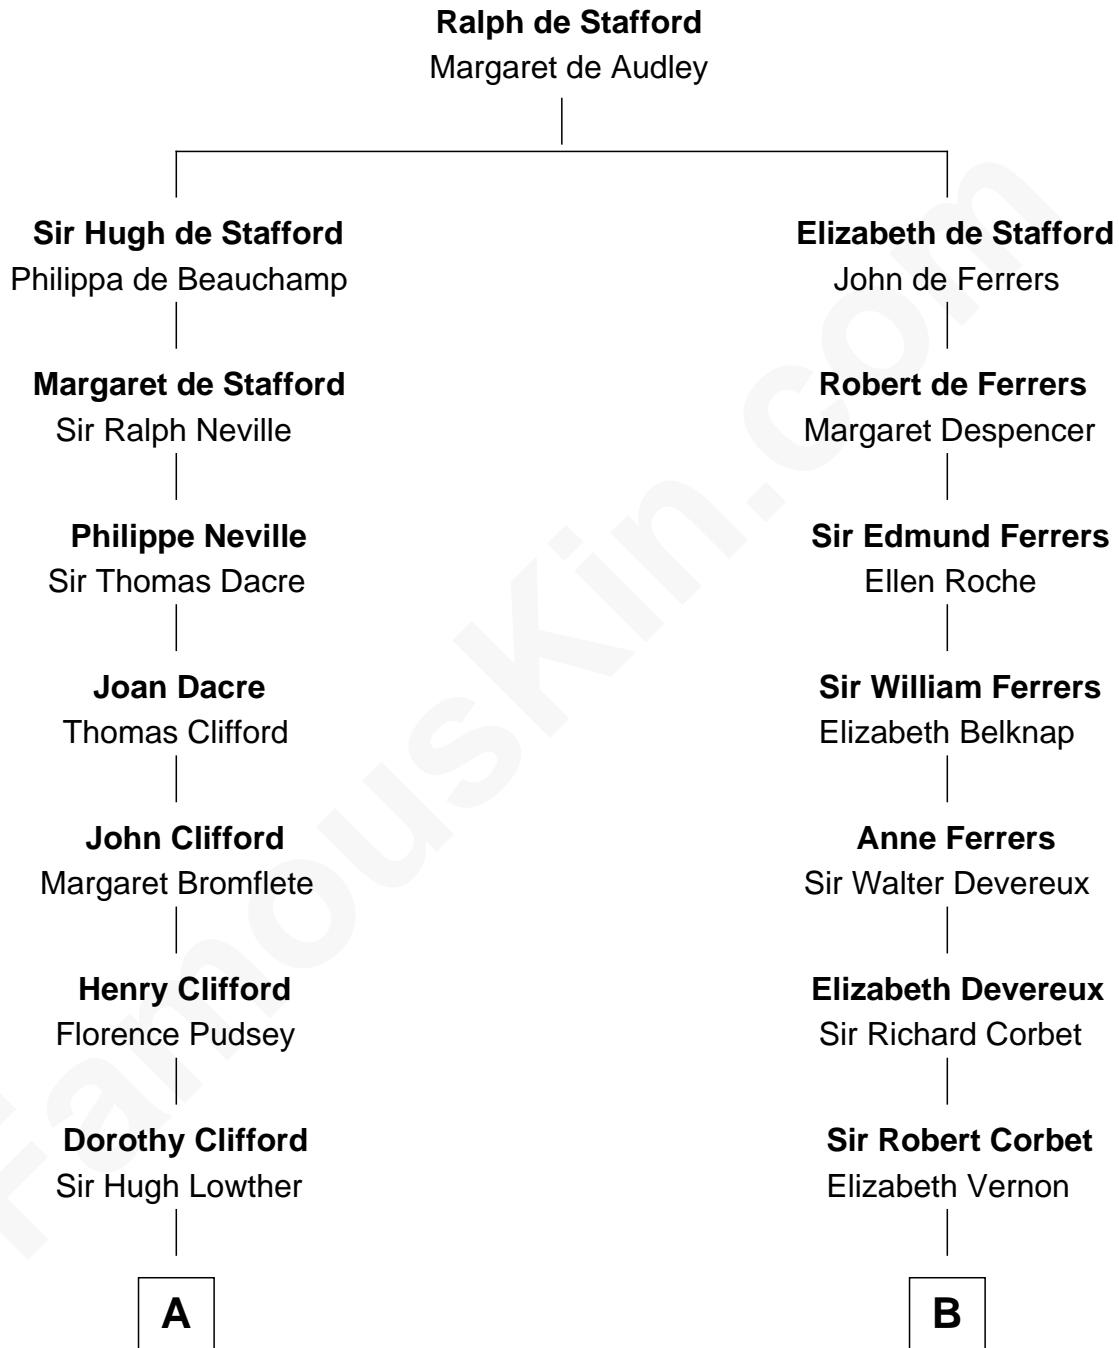 Ralph de Stafford
Margaret de Audley
Sir Hugh de Stafford
Philippa de Beauchamp
Margaret de Stafford
Sir Ralph Neville
Philippe Neville
Sir Thomas Dacre
Joan Dacre
Thomas Clifford
John Clifford
Margaret Bromflete
Henry Clifford
Florence Pudsey
Dorothy Clifford
Sir Hugh Lowther
A
Elizabeth de Stafford
John de Ferrers
Robert de Ferrers
Margaret Despencer
Sir Edmund Ferrers
Ellen Roche
Sir William Ferrers
Elizabeth Belknap
Anne Ferrers
Sir Walter Devereux
Elizabeth Devereux
Sir Richard Corbet
Sir Robert Corbet
Elizabeth Vernon
B
FamousKin.com